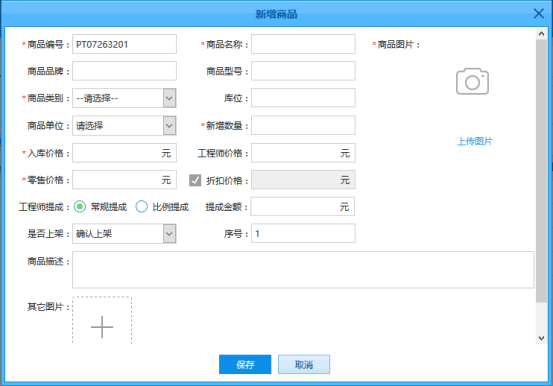 新增商品
*商品编号： PT07263201 *商品名称： *商品图片：
商品品牌： 商品型号：
*商品类别： --请选择-- 库位：
商品单位： 请选择 *新增数量：
上传图片
*入库价格： 元 工程师价格： 元
*零售价格： 元 折扣价格： 元
工程师提成： 常规提成 比例提成 提成金额： 元
是否上架： 确认上架 序号： 1
商品描述：
其它图片：
保存 取消